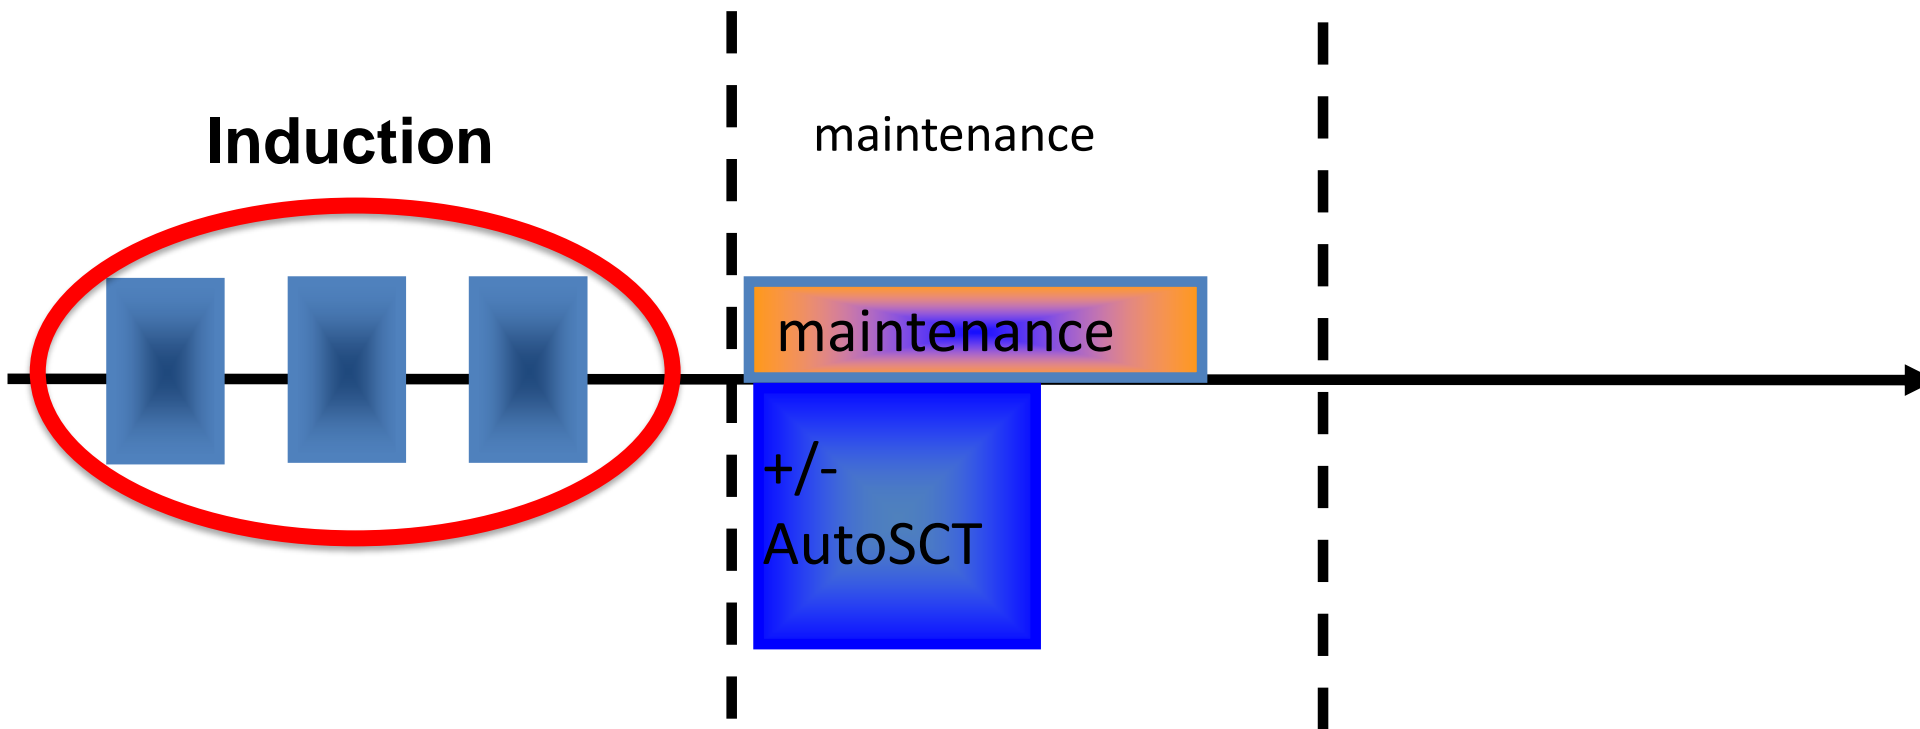 Induction
maintenance
maintenance
+/-
AutoSCT